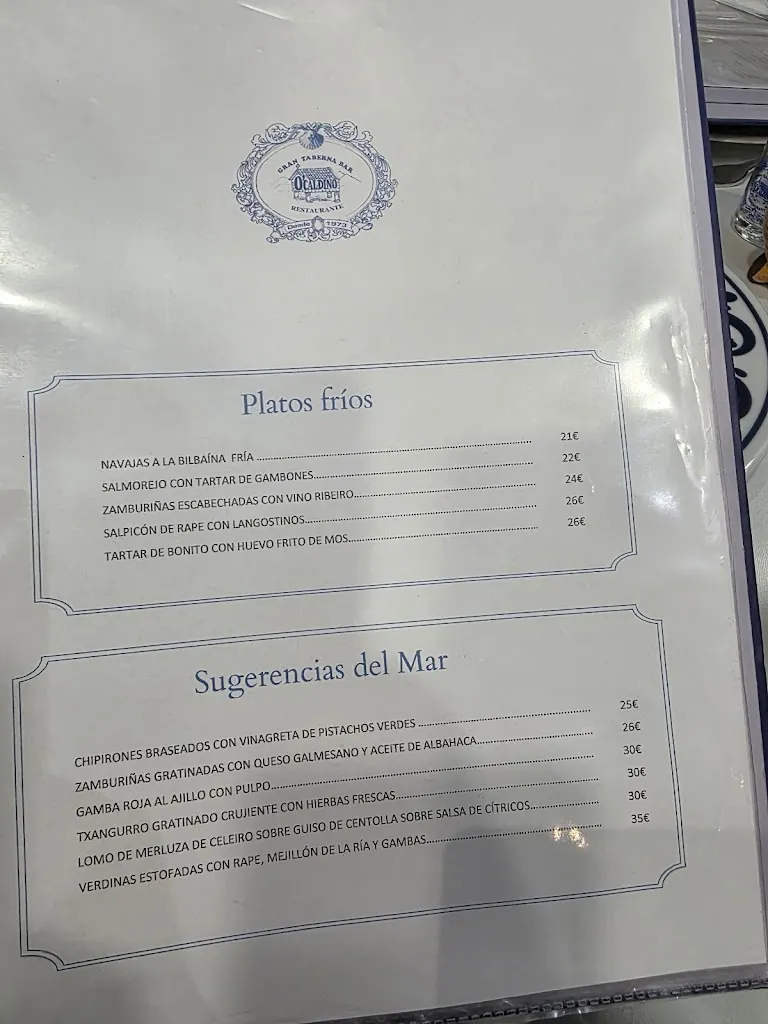 GRAN TABERNA BAR
O'CALDIÑO
RESTAURANTE
Desde 1973
Platos fríos
NAVAJAS A LA BILBAÍNA FRÍA 21€
SALMOREJO CON TARTAR DE GAMBONES 22€
ZAMBURIÑAS ESCABECHADAS CON VINO RIBEIRO 24€
SALPICÓN DE RAPE CON LANGOSTINOS 26€
TARTAR DE BONITO CON HUEVO FRITO DE MOS 26€
Sugerencias del Mar
CHIPIRONES BRASEADOS CON VINAGRETA DE PISTACHOS VERDES 25€
ZAMBURIÑAS GRATINADAS CON QUESO GALMESANO Y ACEITE DE ALBAHACA 26€
GAMBA ROJA AL AJILLO CON PULPO 30€
TXANGURRO GRATINADO CRUJIENTE CON HIERBAS FRESCAS 30€
LOMO DE MERLUZA DE CELEIRO SOBRE GUISO DE CENTOLLA SOBRE SALSA DE CÍTRICOS 30€
VERDINAS ESTOFADAS CON RAPE, MEJILLÓN DE LA RÍA Y GAMBAS 35€